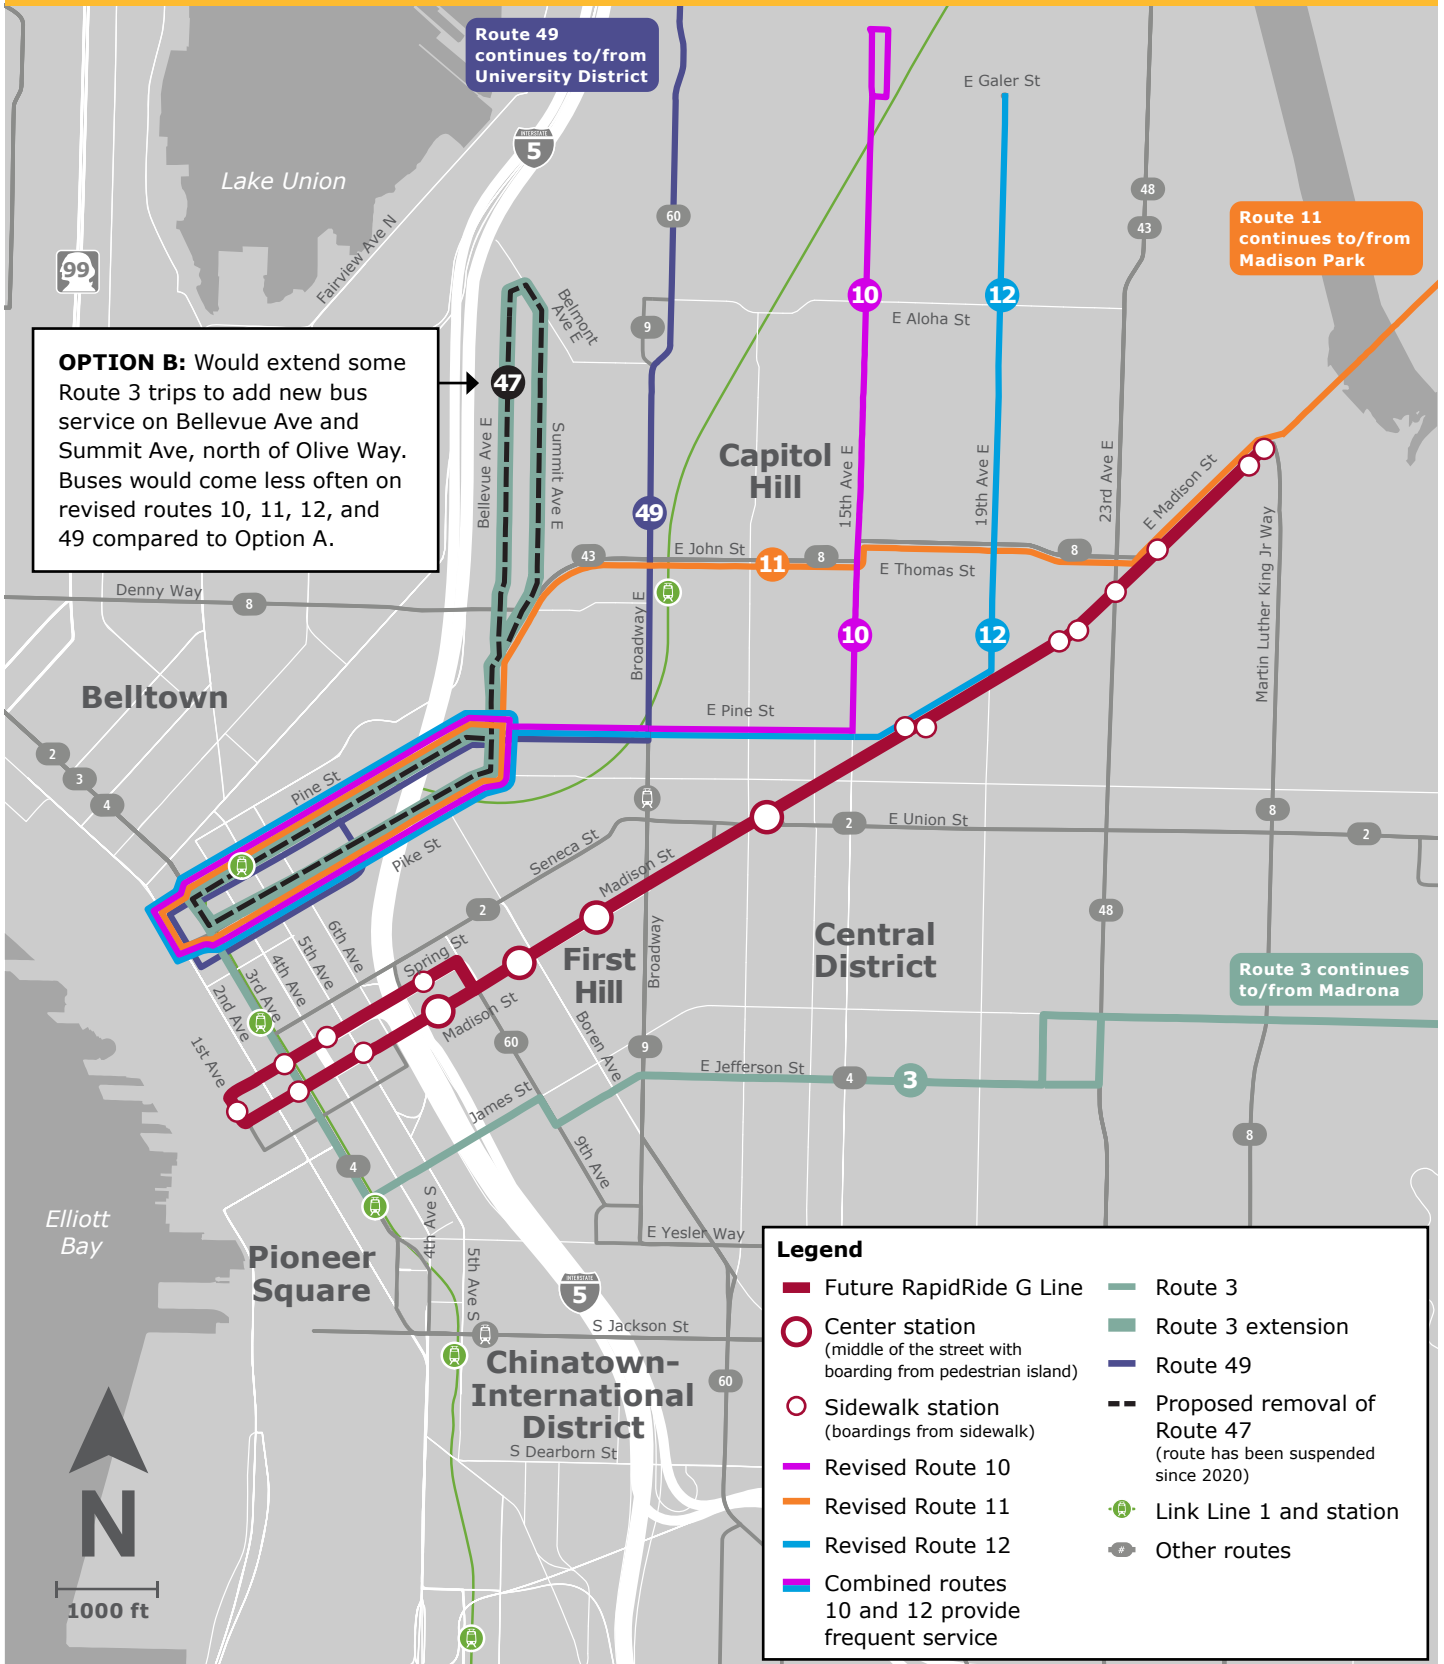 Route 49
continues to/from
University District
E Galer St
INTERSTATE
5
Lake Union
48
60
43
Route 11
continues to/from
Madison Park
Fairview Ave N
99
10
12
Belmont
Ave E
E Aloha St
9
OPTION B: Would extend some
Route 3 trips to add new bus
service on Bellevue Ave and
Summit Ave, north of Olive Way.
Buses would come less often on
revised routes 10, 11, 12, and
49 compared to Option A.
47
Bellevue Ave E
Summit Ave E
Capitol
Hill
15th Ave E
19th Ave E
23rd Ave E
E Madison St
49
Martin Luther King Jr Way
43
E John St
11
8
8
E Thomas St
Denny Way
8
Broadway E
10
12
Belltown
E Pine St
2
3
4
Pine St
Pike St
8
2
E Union St
2
Seneca St
Madison St
2
48
6th Ave
5th Ave
4th Ave
3rd Ave
2nd Ave
1st Ave
Spring St
First
Hill
Broadway
Central
District
Route 3 continues
to/from Madrona
Madison St
60
Boren Ave
9
E Jefferson St
4
3
James St
8
9th Ave
4
Elliott
Bay
4th Ave S
5th Ave S
E Yesler Way
Pioneer
Square
INTERSTATE
5
S Jackson St
Chinatown-
International
District
60
S Dearborn St
N
1000 ft
Legend
Future RapidRide G Line
Center station
(middle of the street with
boarding from pedestrian island)
Sidewalk station
(boardings from sidewalk)
Revised Route 10
Revised Route 11
Revised Route 12
Combined routes
10 and 12 provide
frequent service
Route 3
Route 3 extension
Route 49
Proposed removal of
Route 47
(route has been suspended
since 2020)
Link Line 1 and station
#
Other routes